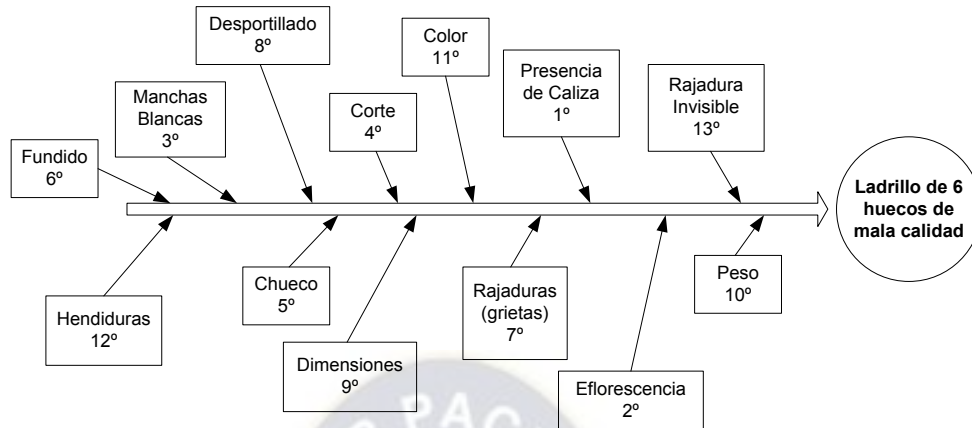 Desportillado
8º
Color
11º
Presencia
de Caliza
1º
Rajadura
Invisible
13º
Manchas
Blancas
3º
Corte
4º
Fundido
6º
Ladrillo de 6
huecos de
mala calidad
Hendiduras
12º
Chueco
5º
Dimensiones
9º
Rajaduras
(grietas)
7º
Peso
10º
Eflorescencia
2º
PAC